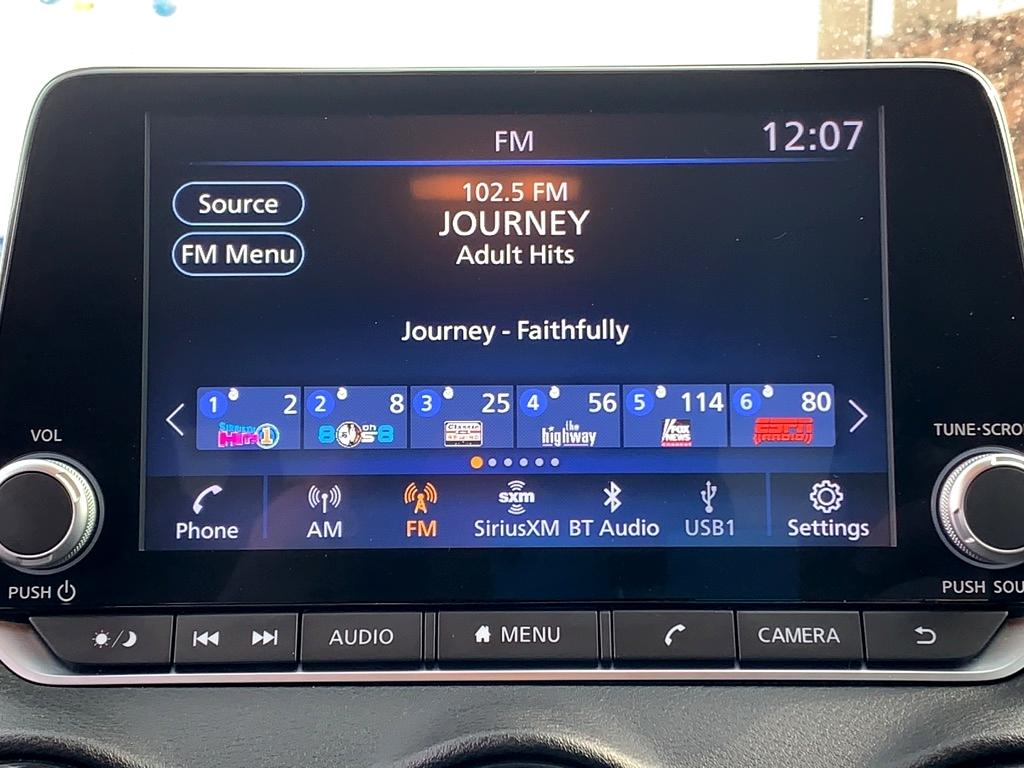 FM
12:07
Source
FM Menu
102.5 FM
JOURNEY
Adult Hits
Journey - Faithfully
1 2
2 8
3 25
4 56
5 114
6 80
HITS 1
8 on 8
Classic
the
highway
FOX
NEWS
ESPN
RADIO
Phone
AM
FM
sxm
SiriusXM
BT Audio
USB1
Settings
VOL
PUSH
TUNE·SCRO
PUSH SOU
AUDIO
MENU
CAMERA